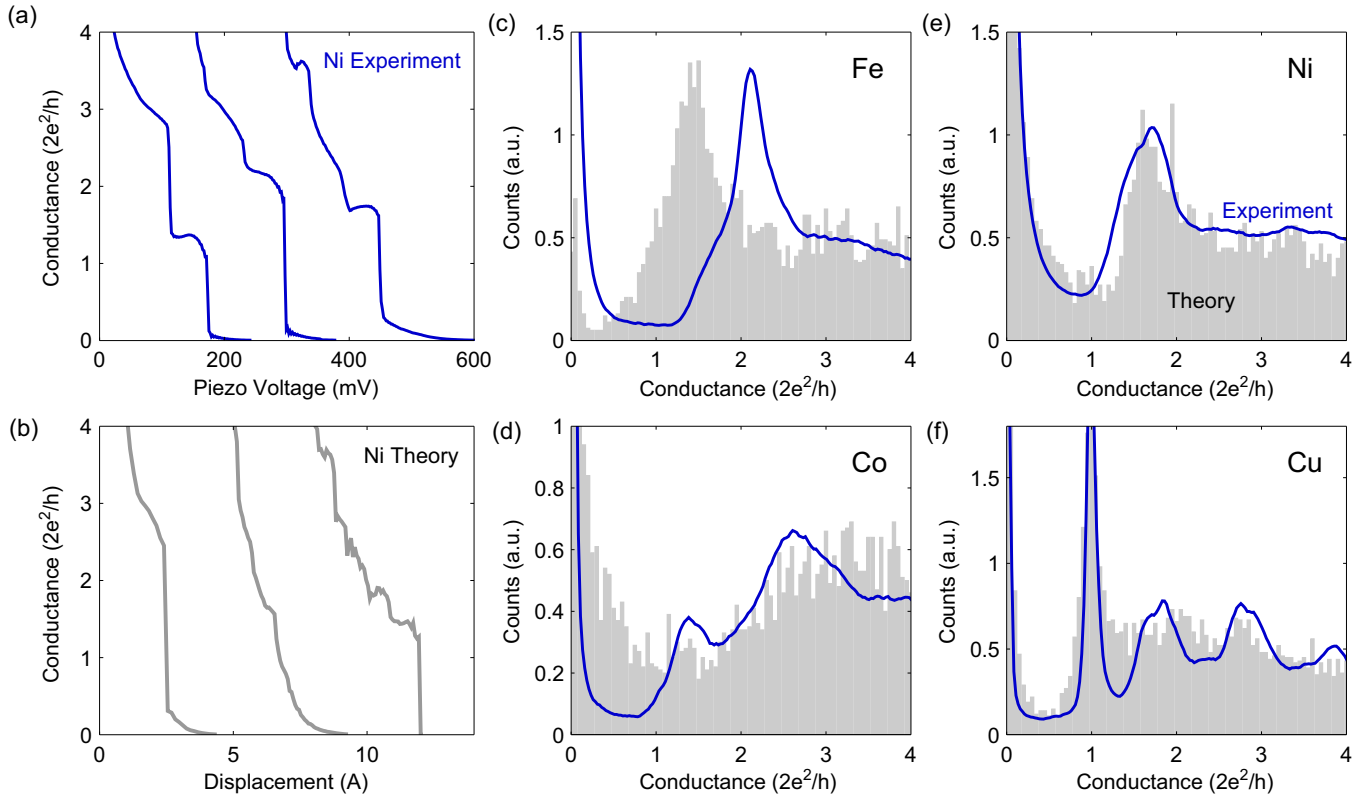 (a)
Ni Experiment
4
3
2
1
0
Conductance (2e²/h)
0
200
400
600
Piezo Voltage (mV)
(b)
Ni Theory
4
3
2
1
0
Conductance (2e²/h)
0
5
10
Displacement (A)
(c)
Fe
1.5
1
0.5
0
Counts (a.u.)
0
1
2
3
4
Conductance (2e²/h)
(d)
Co
1
0.8
0.6
0.4
0.2
0
Counts (a.u.)
0
1
2
3
4
Conductance (2e²/h)
(e)
Ni
1.5
1
0.5
0
Counts (a.u.)
Experiment
Theory
0
1
2
3
4
Conductance (2e²/h)
(f)
Cu
1.5
1
0.5
0
Counts (a.u.)
0
1
2
3
4
Conductance (2e²/h)